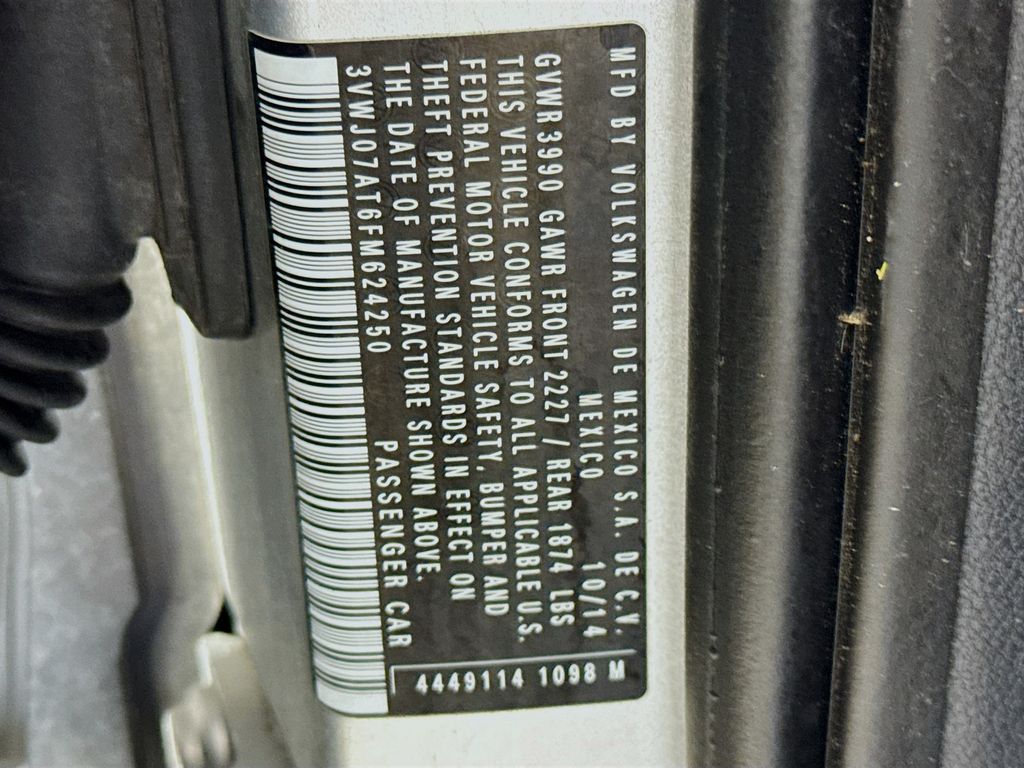 MFD BY VOLKSWAGEN DE MEXICO S.A. DE C.V.
MEXICO 10/14
GVWR 3990 GAWR FRONT 2227 / REAR 1874 LBS
THIS VEHICLE CONFORMS TO ALL APPLICABLE U.S.
FEDERAL MOTOR VEHICLE SAFETY, BUMPER AND
THEFT PREVENTION STANDARDS IN EFFECT ON
THE DATE OF MANUFACTURE SHOWN ABOVE.
3VWJ07AT6FM624250 PASSENGER CAR
4449114 1098 M